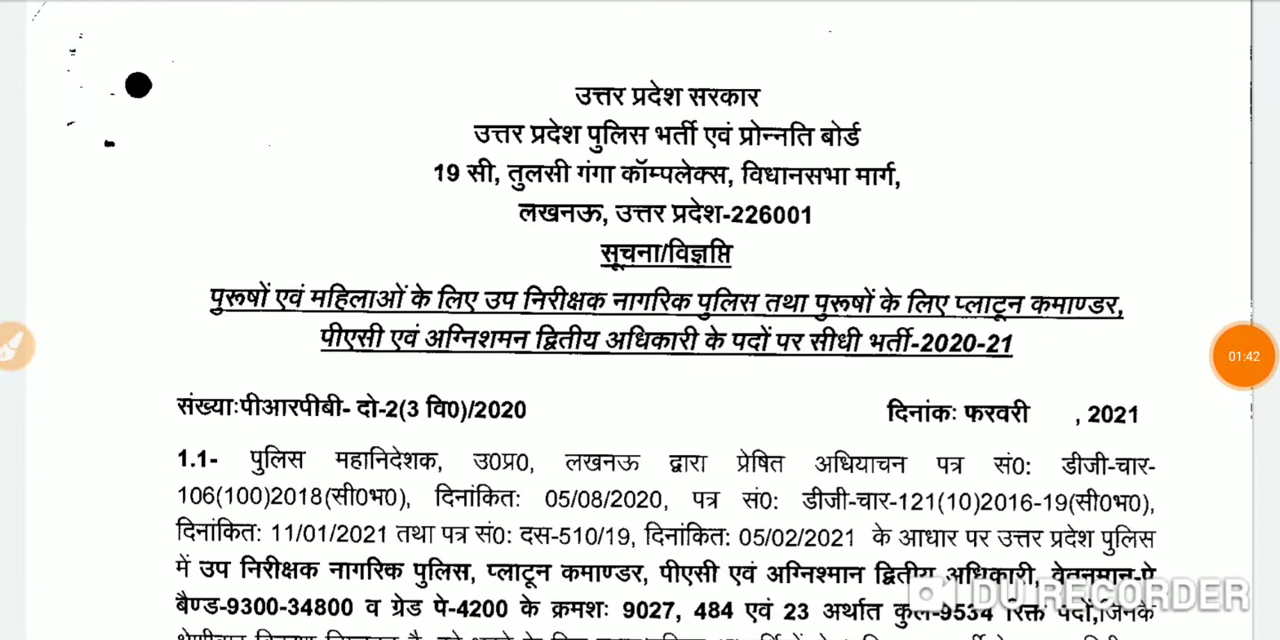 उत्तर प्रदेश सरकार
उत्तर प्रदेश पुलिस भर्ती एवं प्रोन्नति बोर्ड
19 सी, तुलसी गंगा कॉम्पलेक्स, विधानसभा मार्ग,
लखनऊ, उत्तर प्रदेश-226001
सूचना/विज्ञप्ति
पुरूषों एवं महिलाओं के लिए उप निरीक्षक नागरिक पुलिस तथा पुरूषों के लिए प्लाटून कमाण्डर,
पीएसी एवं अग्निशमन द्वितीय अधिकारी के पदों पर सीधी भर्ती-2020-21
01:42
संख्याःपीआरपीबी- दो-2(3 वि0)/2020 दिनांकः फरवरी , 2021
1.1- पुलिस महानिदेशक, उ0प्र0, लखनऊ द्वारा प्रेषित अधियाचन पत्र सं0: डीजी-चार-
106(100)2018(सी0भ0), दिनांकित: 05/08/2020, पत्र सं0: डीजी-चार-121(10)2016-19(सी0भ0),
दिनांकित: 11/01/2021 तथा पत्र सं0: दस-510/19, दिनांकित: 05/02/2021 के आधार पर उत्तर प्रदेश पुलिस
में उप निरीक्षक नागरिक पुलिस, प्लाटून कमाण्डर, पीएसी एवं अग्निश्मान द्वितीय अधिकारी, वेतनमान-पे
बैण्ड-9300-34800 व ग्रेड पे-4200 के क्रमशः 9027, 484 एवं 23 अर्थात कुल-9534 रिक्त पदों,जिनके
DU RECORDER